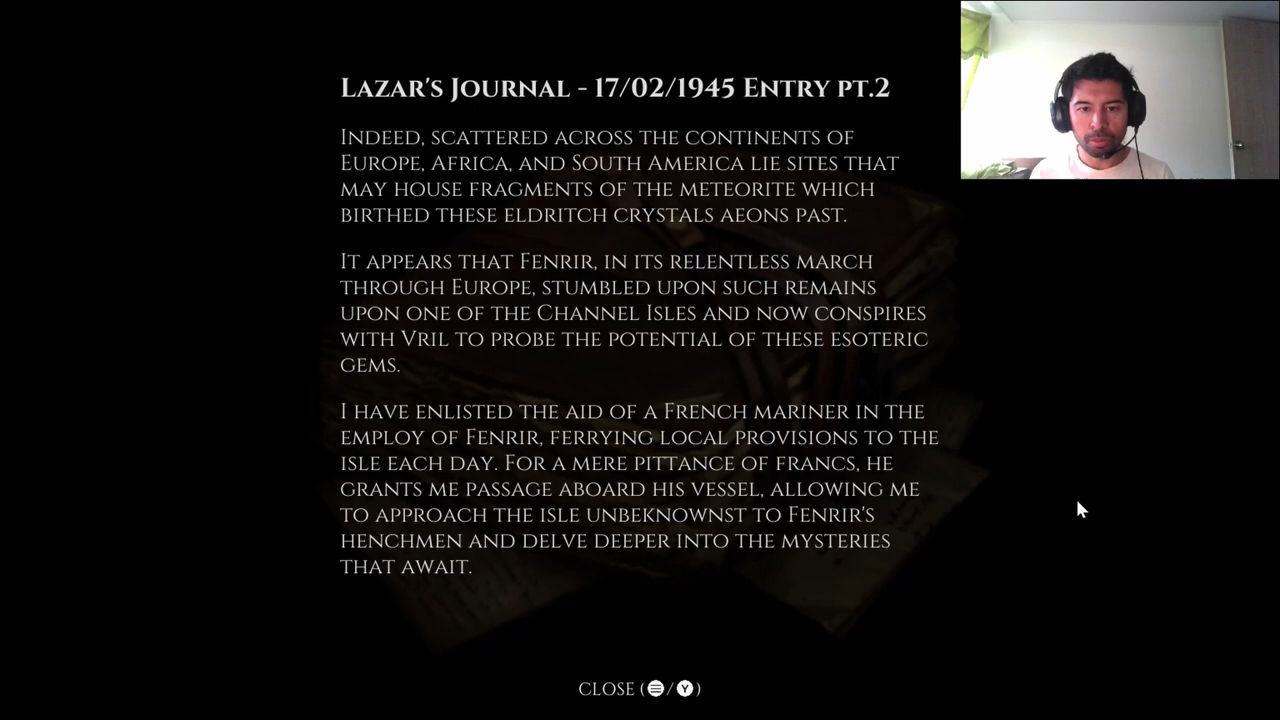 Lazar's Journal - 17/02/1945 Entry pt.2
Indeed, scattered across the continents of
Europe, Africa, and South America lie sites that
may house fragments of the meteorite which
birthed these eldritch crystals aeons past.
It appears that Fenrir, in its relentless march
through Europe, stumbled upon such remains
upon one of the Channel Isles and now conspires
with Vril to probe the potential of these esoteric
gems.
I have enlisted the aid of a French mariner in the
employ of Fenrir, ferrying local provisions to the
isle each day. For a mere pittance of francs, he
grants me passage aboard his vessel, allowing me
to approach the isle unbeknownst to Fenrir's
henchmen and delve deeper into the mysteries
that await.
Close (≡/Y)